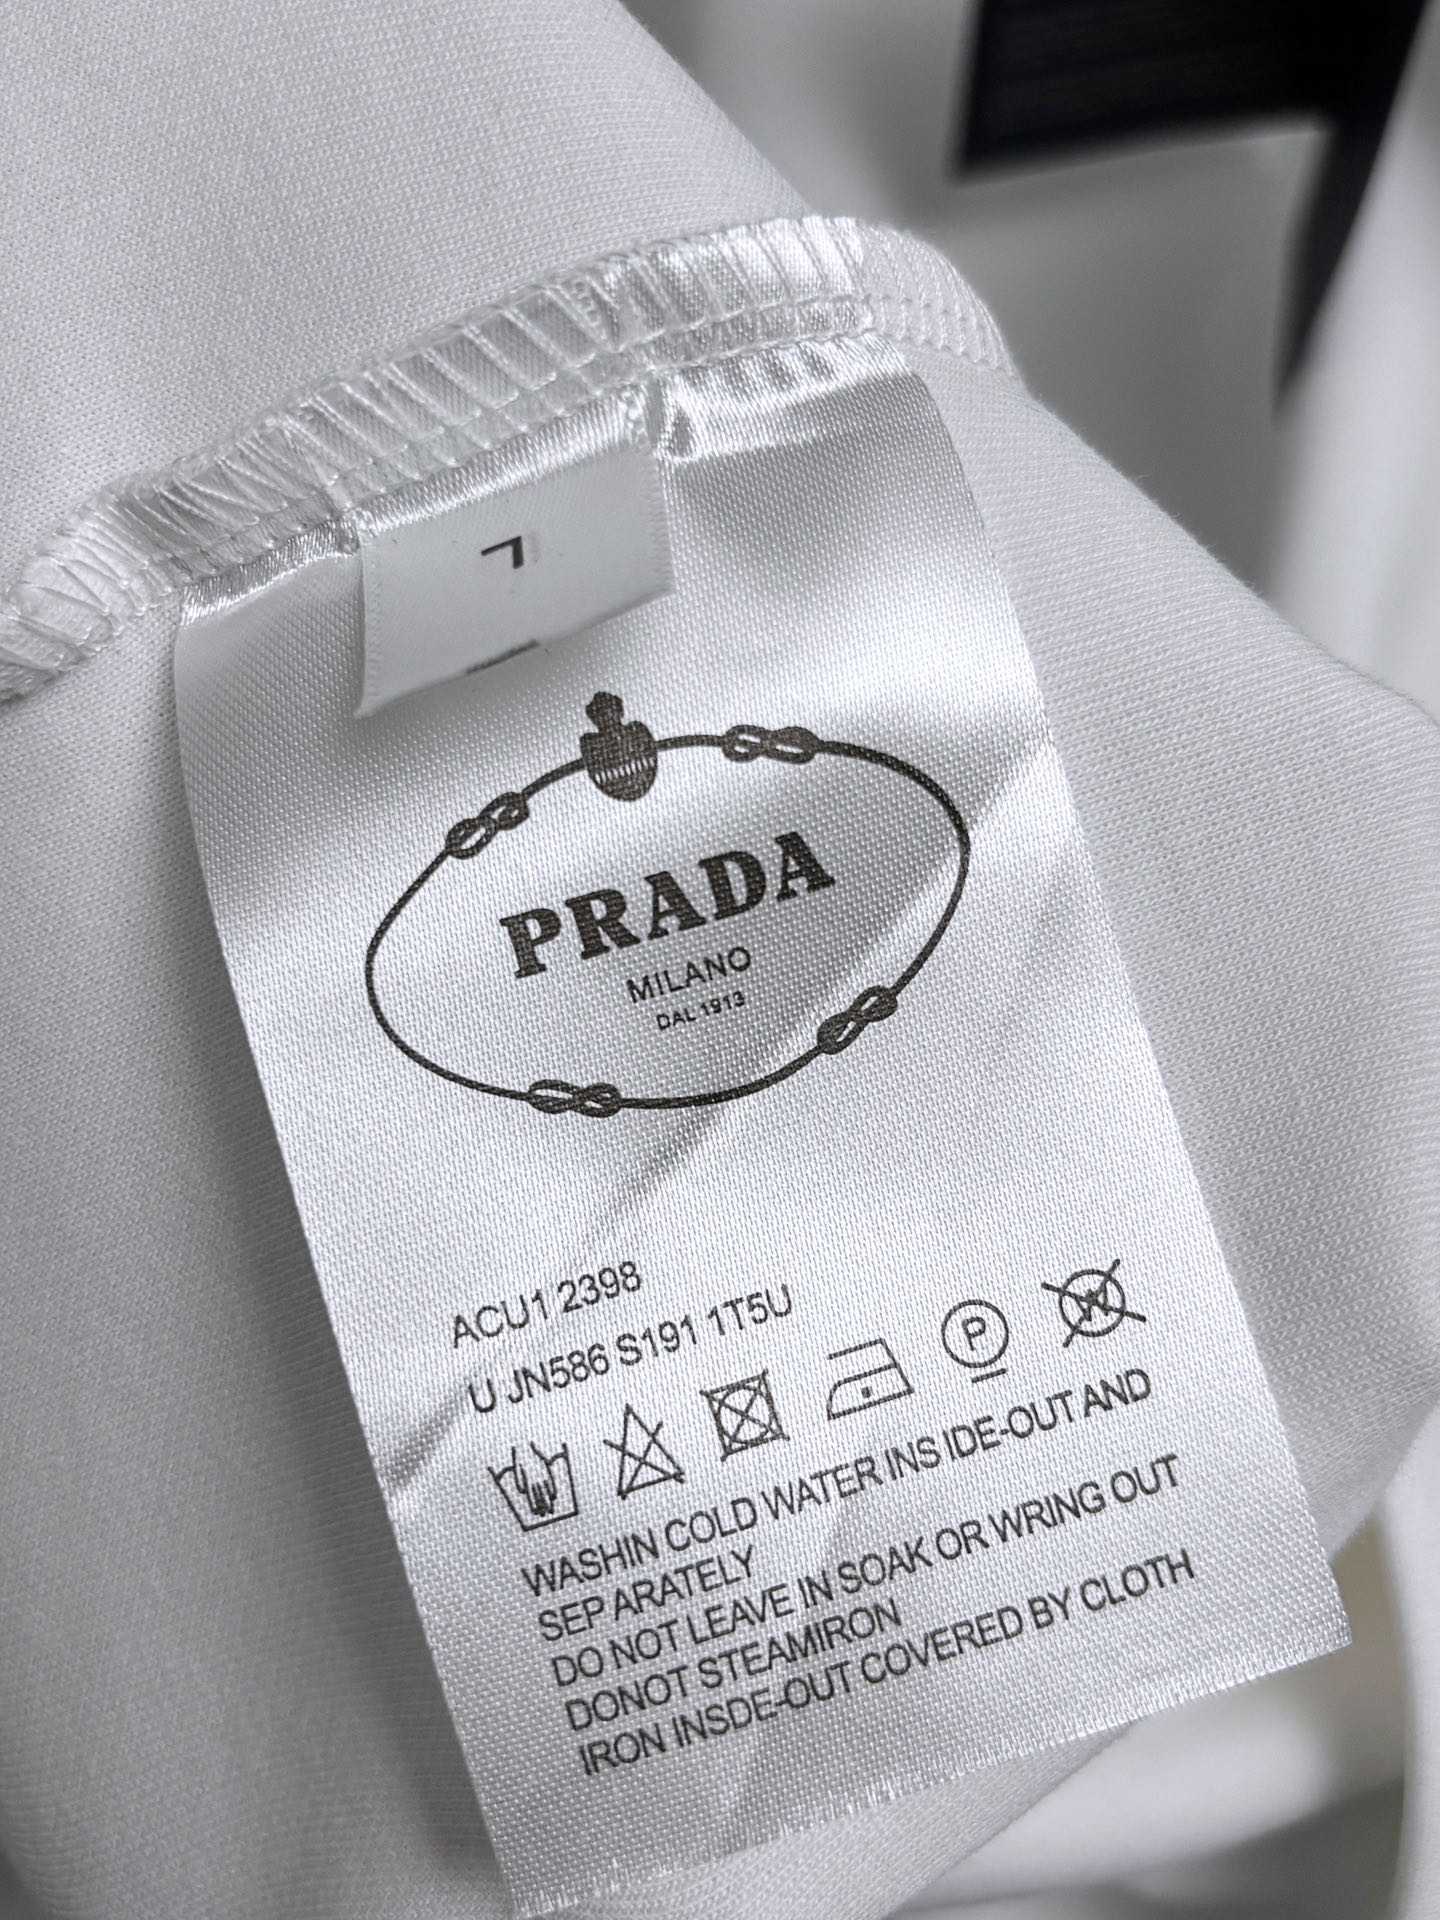 L
PRADA
MILANO
DAL 1913
ACU1 2398
U JN586 S191 1T5U
P
W
WASHIN COLD WATER INS IDE-OUT AND
SEP ARATELY
DO NOT LEAVE IN SOAK OR WRING OUT
DONOT STEAMIRON
IRON INSDE-OUT COVERED BY CLOTH